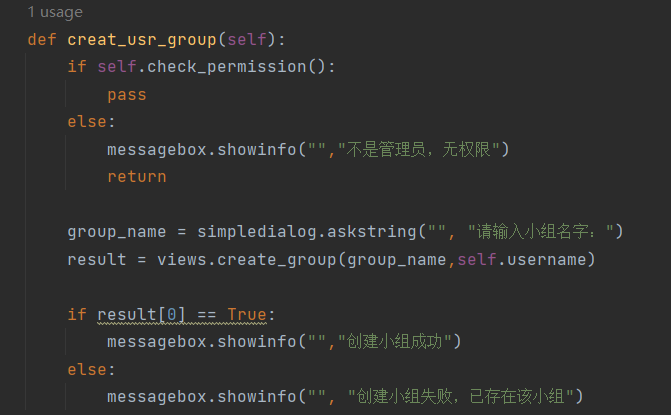 1 usage
def creat_usr_group(self):
    if self.check_permission():
        pass
    else:
        messagebox.showinfo("","不是管理员，无权限")
        return
    group_name = simpledialog.askstring("", "请输入小组名字：")
    result = views.create_group(group_name,self.username)
    if result[0] == True:
        messagebox.showinfo("","创建小组成功")
    else:
        messagebox.showinfo("", "创建小组失败，已存在该小组")